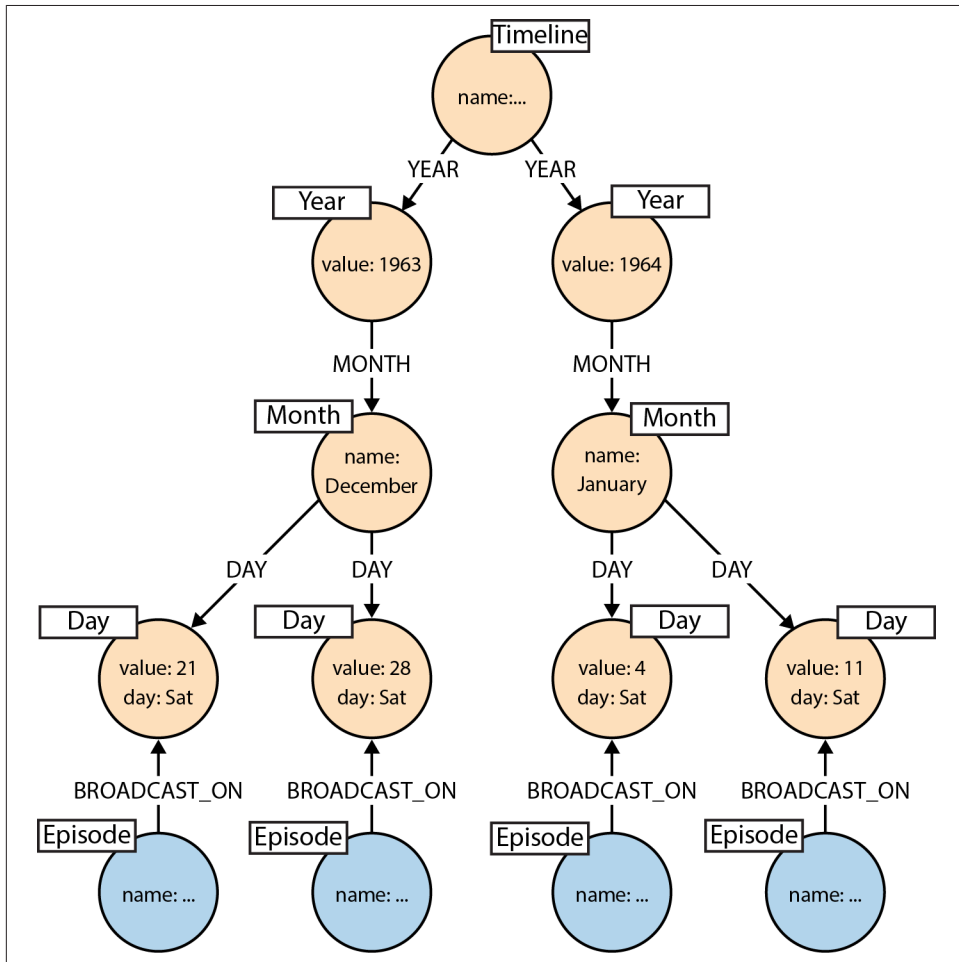 Timeline
name:...
YEAR YEAR
Year Year
value: 1963 value: 1964
MONTH MONTH
Month Month
name:
December
name:
January
DAY DAY DAY DAY
Day Day Day Day
value: 21
day: Sat
value: 28
day: Sat
value: 4
day: Sat
value: 11
day: Sat
BROADCAST_ON BROADCAST_ON BROADCAST_ON BROADCAST_ON
Episode Episode Episode Episode
name: ... name: ... name: ... name: ...